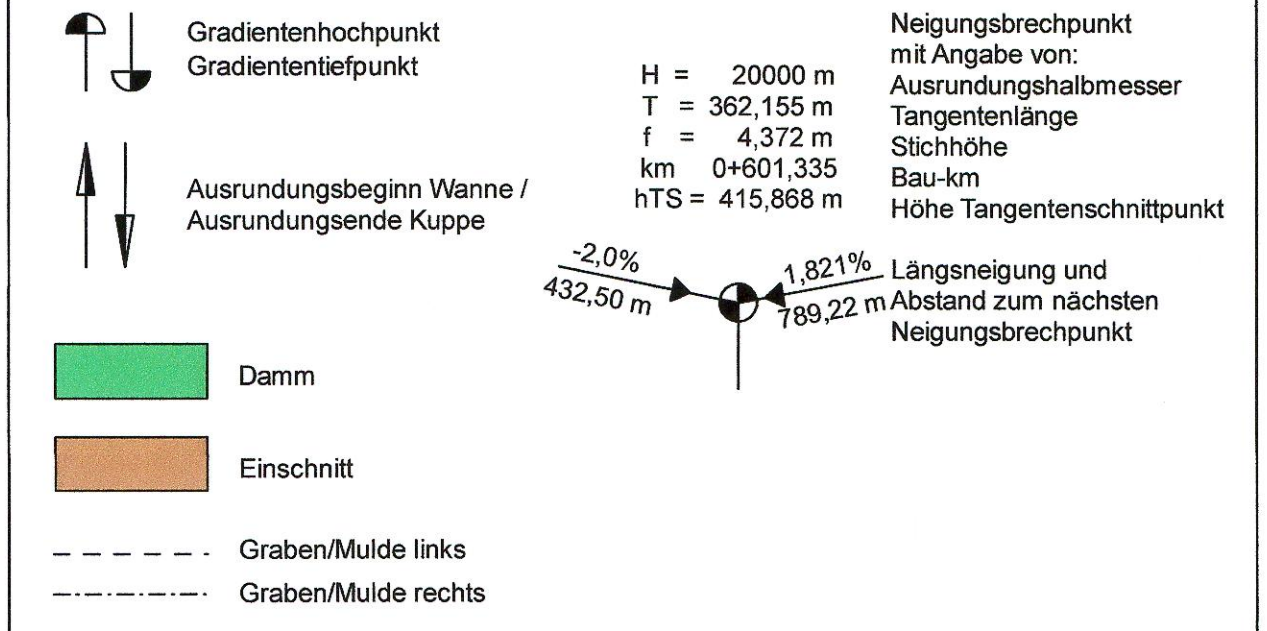 Gradientenhochpunkt
Gradiententiefpunkt
Ausrundungsbeginn Wanne /
Ausrundungsende Kuppe
Damm
Einschnitt
Graben/Mulde links
Graben/Mulde rechts
H = 20000 m
T = 362,155 m
f = 4,372 m
km 0+601,335
hTS = 415,868 m
Neigungsbrechpunkt
mit Angabe von:
Ausrundungshalbmesser
Tangentenlänge
Stichhöhe
Bau-km
Höhe Tangentenschnittpunkt
-2,0%
432,50 m
1,821%
789,22 m
Längsneigung und
Abstand zum nächsten
Neigungsbrechpunkt